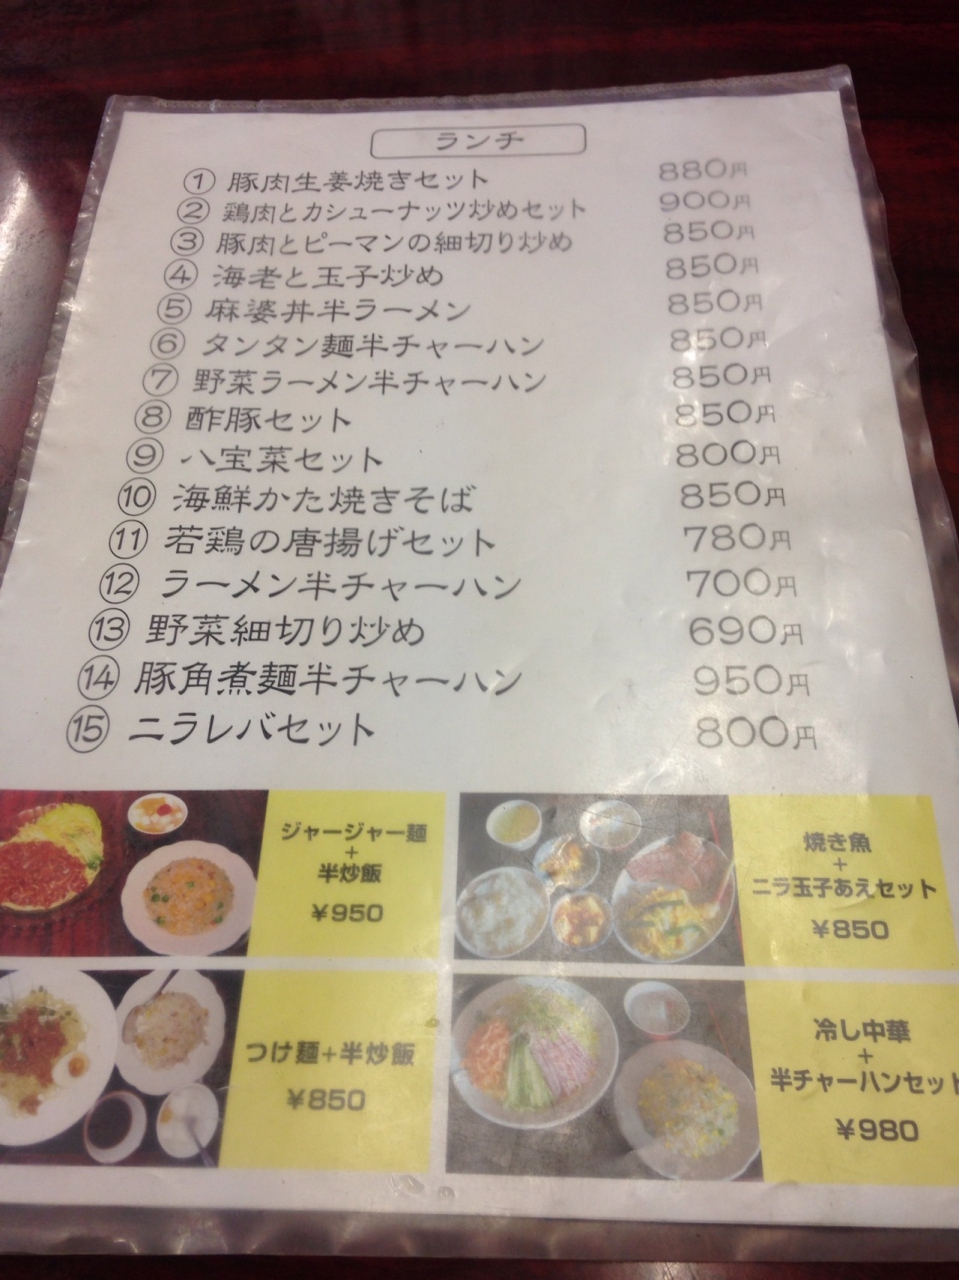 ランチ
① 豚肉生姜焼きセット 880円
② 鶏肉とカシューナッツ炒めセット 900円
③ 豚肉とピーマンの細切り炒め 850円
④ 海老と玉子炒め 850円
⑤ 麻婆丼半ラーメン 850円
⑥ タンタン麺半チャーハン 850円
⑦ 野菜ラーメン半チャーハン 850円
⑧ 酢豚セット 850円
⑨ 八宝菜セット 800円
⑩ 海鮮かた焼きそば 850円
⑪ 若鶏の唐揚げセット 780円
⑫ ラーメン半チャーハン 700円
⑬ 野菜細切り炒め 690円
⑭ 豚角煮麺半チャーハン 950円
⑮ ニラレバセット 800円
ジャージャー麺
+
半炒飯
¥950
焼き魚
+
ニラ玉子あえセット
¥850
つけ麺+半炒飯
¥850
冷し中華
+
半チャーハンセット
¥980